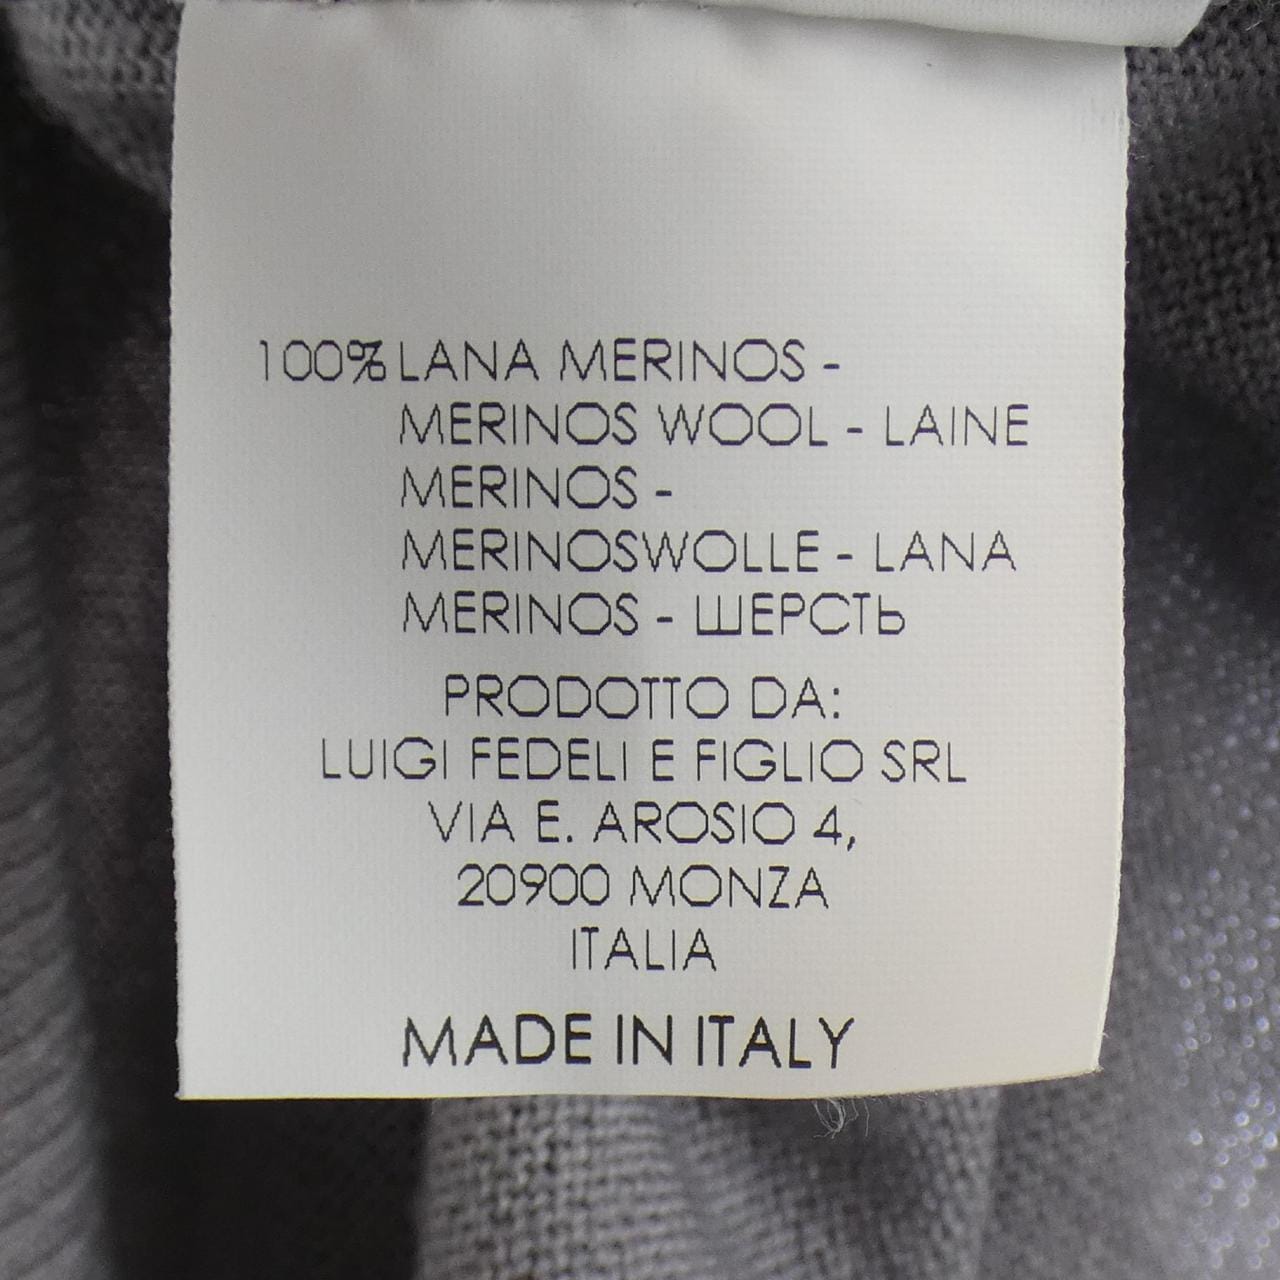 100% LANA MERINOS -
MERINOS WOOL - LAINE
MERINOS -
MERINOSWOLLE - LANA
MERINOS - ШЕРСТЬ
PRODOTTO DA:
LUIGI FEDELI E FIGLIO SRL
VIA E. AROSIO 4,
20900 MONZA
ITALIA
MADE IN ITALY